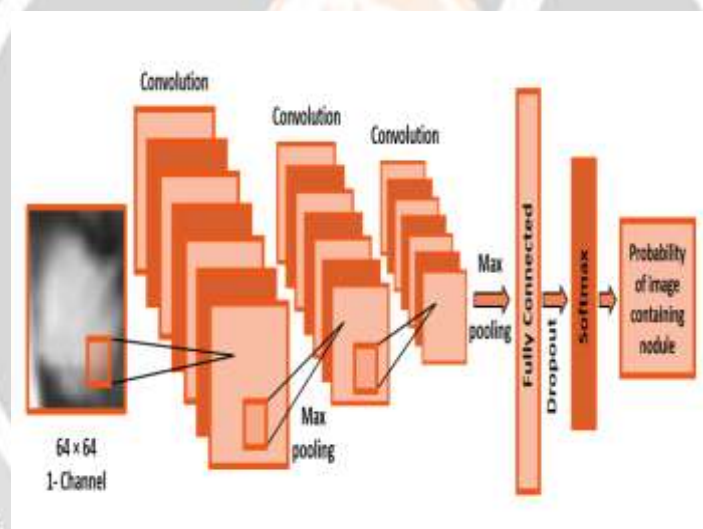 Convolution
Convolution
Convolution
64 × 64
1- Channel
Max
pooling
Max
pooling
Fully Connected
Dropout
Softmax
Probability
of image
containing
nodule